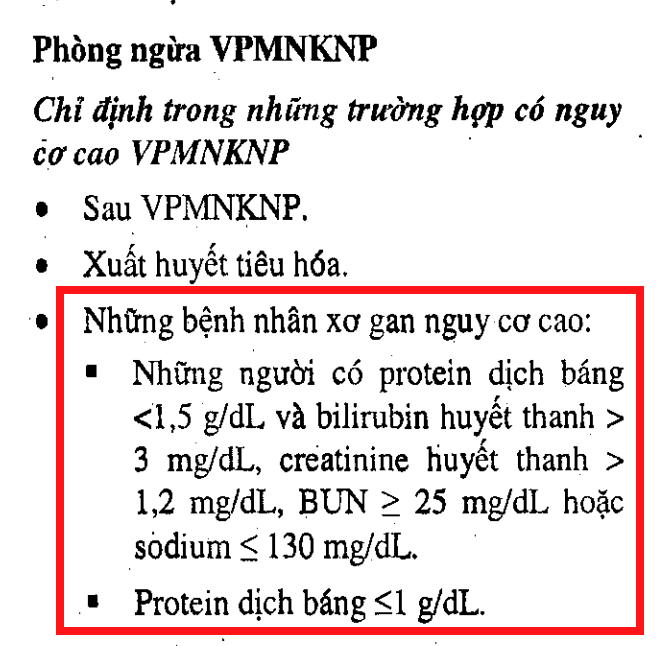 Phòng ngừa VPMNKNP
Chỉ định trong những trường hợp có nguy
cơ cao VPMNKNP
• Sau VPMNKNP.
• Xuất huyết tiêu hóa.
• Những bệnh nhân xơ gan nguy cơ cao:
▪ Những người có protein dịch báng
<1,5 g/dL và bilirubin huyết thanh >
3 mg/dL, creatinine huyết thanh >
1,2 mg/dL, BUN ≥ 25 mg/dL hoặc
sodium ≤ 130 mg/dL.
▪ Protein dịch báng ≤1 g/dL.